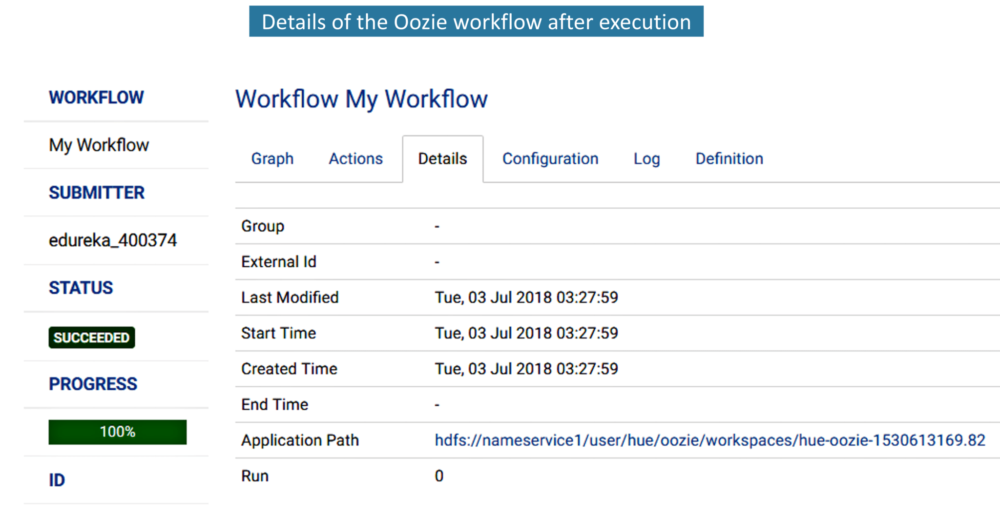 Details of the Oozie workflow after execution
WORKFLOW
My Workflow
SUBMITTER
edureka_400374
STATUS
SUCCEEDED
PROGRESS
100%
ID
Workflow My Workflow
Graph Actions Details Configuration Log Definition
Group -
External Id -
Last Modified Tue, 03 Jul 2018 03:27:59
Start Time Tue, 03 Jul 2018 03:27:59
Created Time Tue, 03 Jul 2018 03:27:59
End Time -
Application Path hdfs://nameservice1/user/hue/oozie/workspaces/hue-oozie-1530613169.82
Run 0